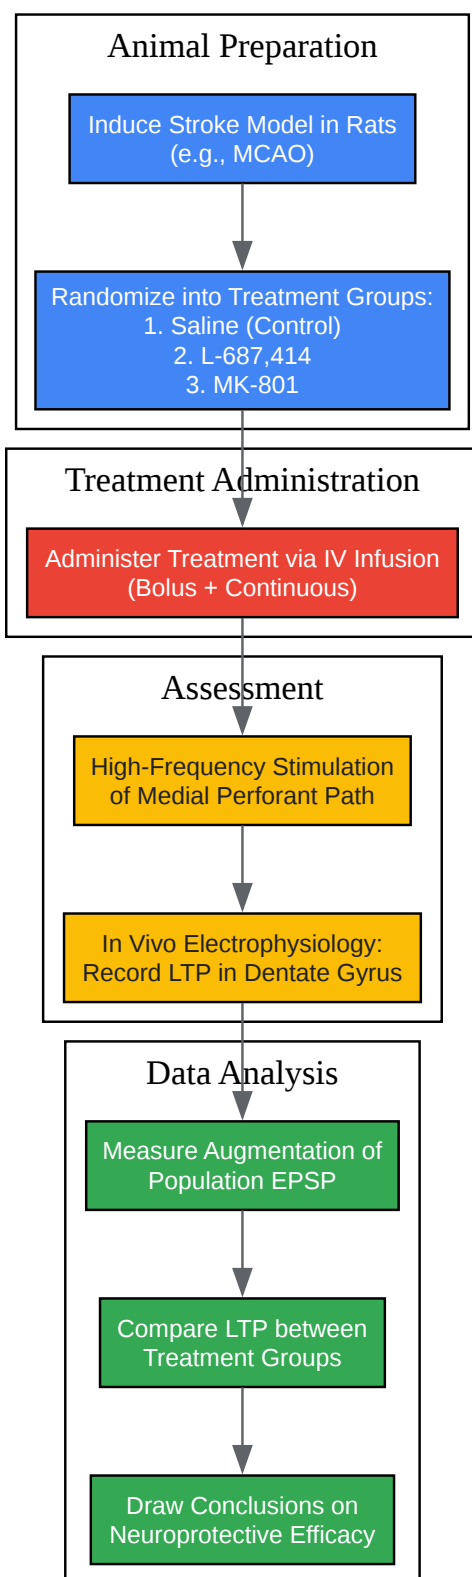 Animal Preparation
Induce Stroke Model in Rats
(e.g., MCAO)
Randomize into Treatment Groups:
1. Saline (Control)
2. L-687,414
3. MK-801
Treatment Administration
Administer Treatment via IV Infusion
(Bolus + Continuous)
Assessment
High-Frequency Stimulation
of Medial Perforant Path
In Vivo Electrophysiology:
Record LTP in Dentate Gyrus
Data Analysis
Measure Augmentation of
Population EPSP
Compare LTP between
Treatment Groups
Draw Conclusions on
Neuroprotective Efficacy